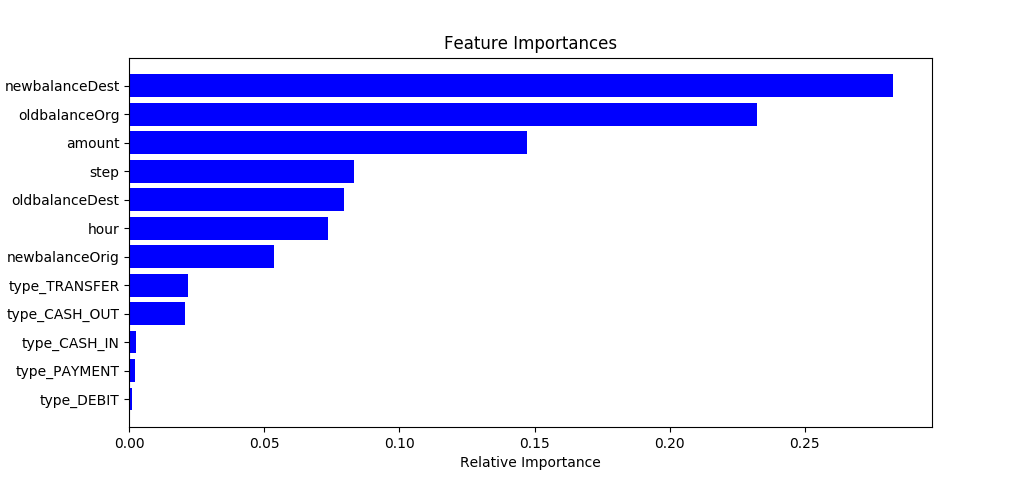 Feature Importances
newbalanceDest
oldbalanceOrg
amount
step
oldbalanceDest
hour
newbalanceOrig
type_TRANSFER
type_CASH_OUT
type_CASH_IN
type_PAYMENT
type_DEBIT
0.00 0.05 0.10 0.15 0.20 0.25
Relative Importance